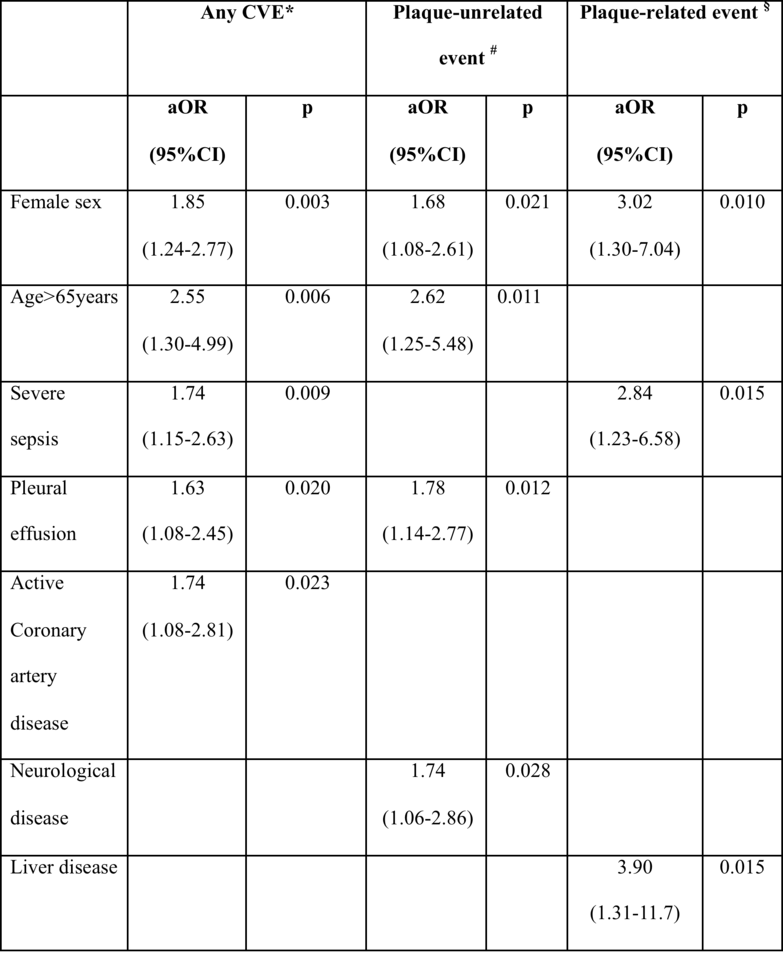 Any CVE* Plaque-unrelated event # Plaque-related event §
aOR (95%CI) p aOR (95%CI) p aOR (95%CI) p
Female sex 1.85 (1.24-2.77) 0.003 1.68 (1.08-2.61) 0.021 3.02 (1.30-7.04) 0.010
Age>65years 2.55 (1.30-4.99) 0.006 2.62 (1.25-5.48) 0.011
Severe sepsis 1.74 (1.15-2.63) 0.009 2.84 (1.23-6.58) 0.015
Pleural effusion 1.63 (1.08-2.45) 0.020 1.78 (1.14-2.77) 0.012
Active Coronary artery disease 1.74 (1.08-2.81) 0.023
Neurological disease 1.74 (1.06-2.86) 0.028
Liver disease 3.90 (1.31-11.7) 0.015